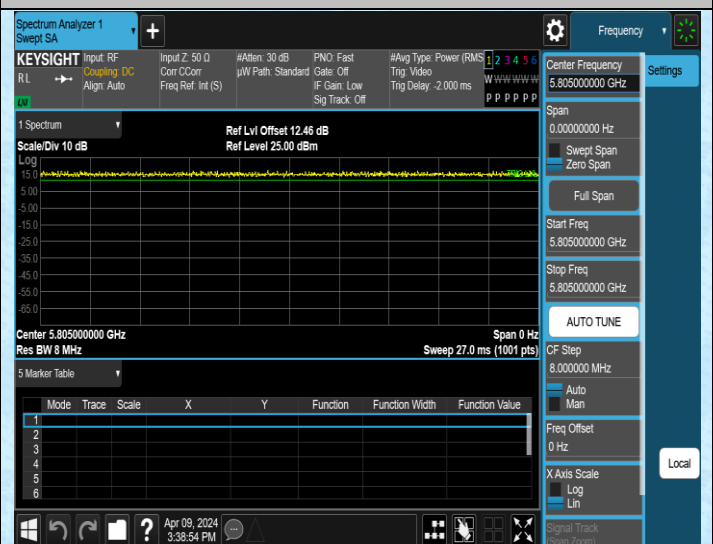 Spectrum Analyzer 1
Swept SA
+
Frequency
KEYSIGHT
RL
Input: RF
Coupling: DC
Align: Auto
Input Z: 50 Ω
Corr CCorr
Freq Ref: Int (S)
#Atten: 30 dB
µW Path: Standard
PNO: Fast
Gate: Off
IF Gain: Low
Sig Track: Off
#Avg Type: Power (RMS
Trig: Video
Trig Delay: -2.000 ms
1 2 3 4 5 6
W W W W W W
P P P P P P
1 Spectrum
Scale/Div 10 dB
Log
Ref Lvl Offset 12.46 dB
Ref Level 25.00 dBm
15.0
5.00
-5.00
-15.0
-25.0
-35.0
-45.0
-55.0
-65.0
Center 5.805000000 GHz
Res BW 8 MHz
Span 0 Hz
Sweep 27.0 ms (1001 pts)
5 Marker Table
Mode Trace Scale X Y Function Function Width Function Value
1
2
3
4
5
6
Center Frequency
5.805000000 GHz
Settings
Span
0.00000000 Hz
Swept Span
Zero Span
Full Span
Start Freq
5.805000000 GHz
Stop Freq
5.805000000 GHz
AUTO TUNE
CF Step
8.000000 MHz
Auto
Man
Freq Offset
0 Hz
X Axis Scale
Log
Lin
Signal Track
(Span Zoom)
Local
?
Apr 09, 2024
3:38:54 PM